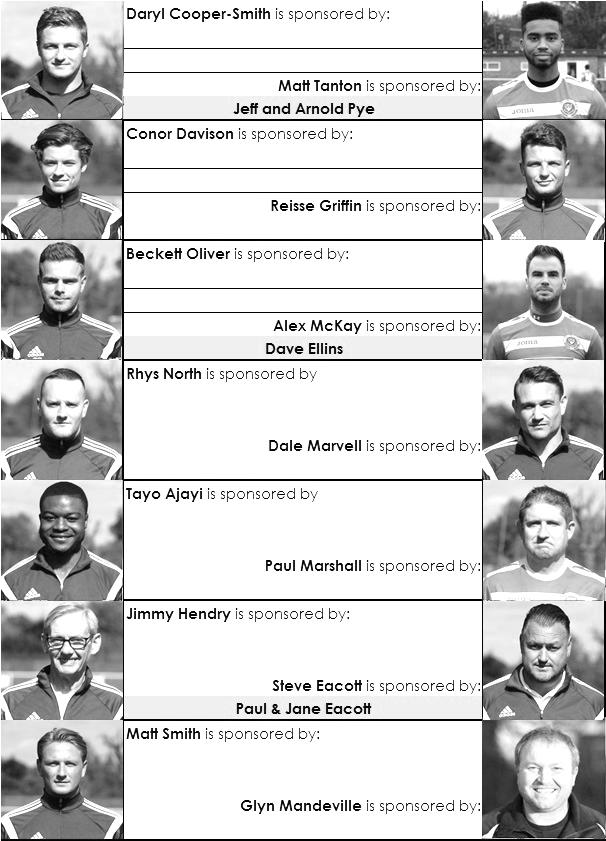 Daryl Cooper-Smith is sponsored by:
Matt Tanton is sponsored by:
Jeff and Arnold Pye
Joma
Conor Davison is sponsored by:
Reisse Griffin is sponsored by:
Beckett Oliver is sponsored by:
Alex McKay is sponsored by:
Joma
Dave Ellins
Rhys North is sponsored by
Dale Marvell is sponsored by:
Tayo Ajayi is sponsored by
Paul Marshall is sponsored by:
Jimmy Hendry is sponsored by:
Steve Eacott is sponsored by:
Paul & Jane Eacott
Matt Smith is sponsored by:
Glyn Mandeville is sponsored by: